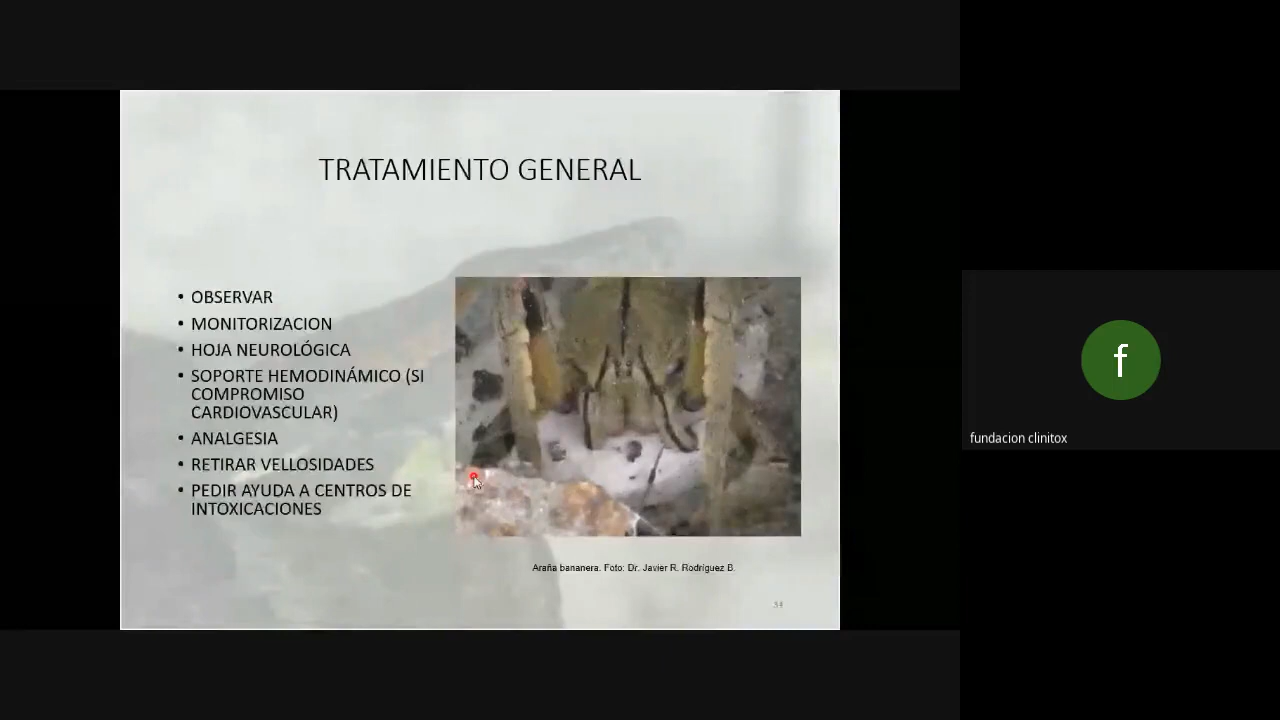 TRATAMIENTO GENERAL
• OBSERVAR
• MONITORIZACION
• HOJA NEUROLÓGICA
• SOPORTE HEMODINÁMICO (SI
COMPROMISO
CARDIOVASCULAR)
• ANALGESIA
• RETIRAR VELLOSIDADES
• PEDIR AYUDA A CENTROS DE
INTOXICACIONES
Araña bananera. Foto: Dr. Javier R. Rodríguez B.
f
fundacion clinitox